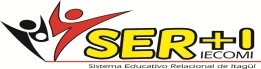 SER+I
IECOMI
Sistema Educativo Relacional de Itagüí